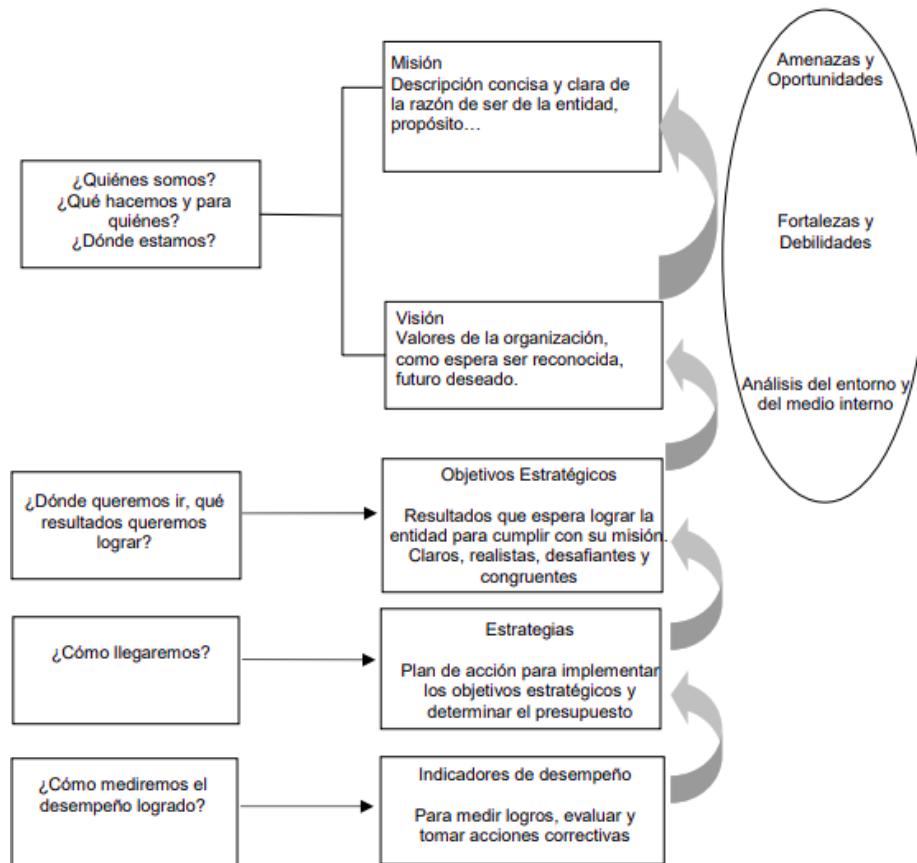 ¿Quiénes somos?
¿Qué hacemos y para
quiénes?
¿Dónde estamos?
Misión
Descripción concisa y clara de
la razón de ser de la entidad,
propósito…
Visión
Valores de la organización,
como espera ser reconocida,
futuro deseado.
Amenazas y
Oportunidades
Fortalezas y
Debilidades
Análisis del entorno y
del medio interno
¿Dónde queremos ir, qué
resultados queremos
lograr?
Objetivos Estratégicos
Resultados que espera lograr la
entidad para cumplir con su misión.
Claros, realistas, desafiantes y
congruentes
¿Cómo llegaremos?
Estrategias
Plan de acción para implementar
los objetivos estratégicos y
determinar el presupuesto
¿Cómo mediremos el
desempeño logrado?
Indicadores de desempeño
Para medir logros, evaluar y
tomar acciones correctivas